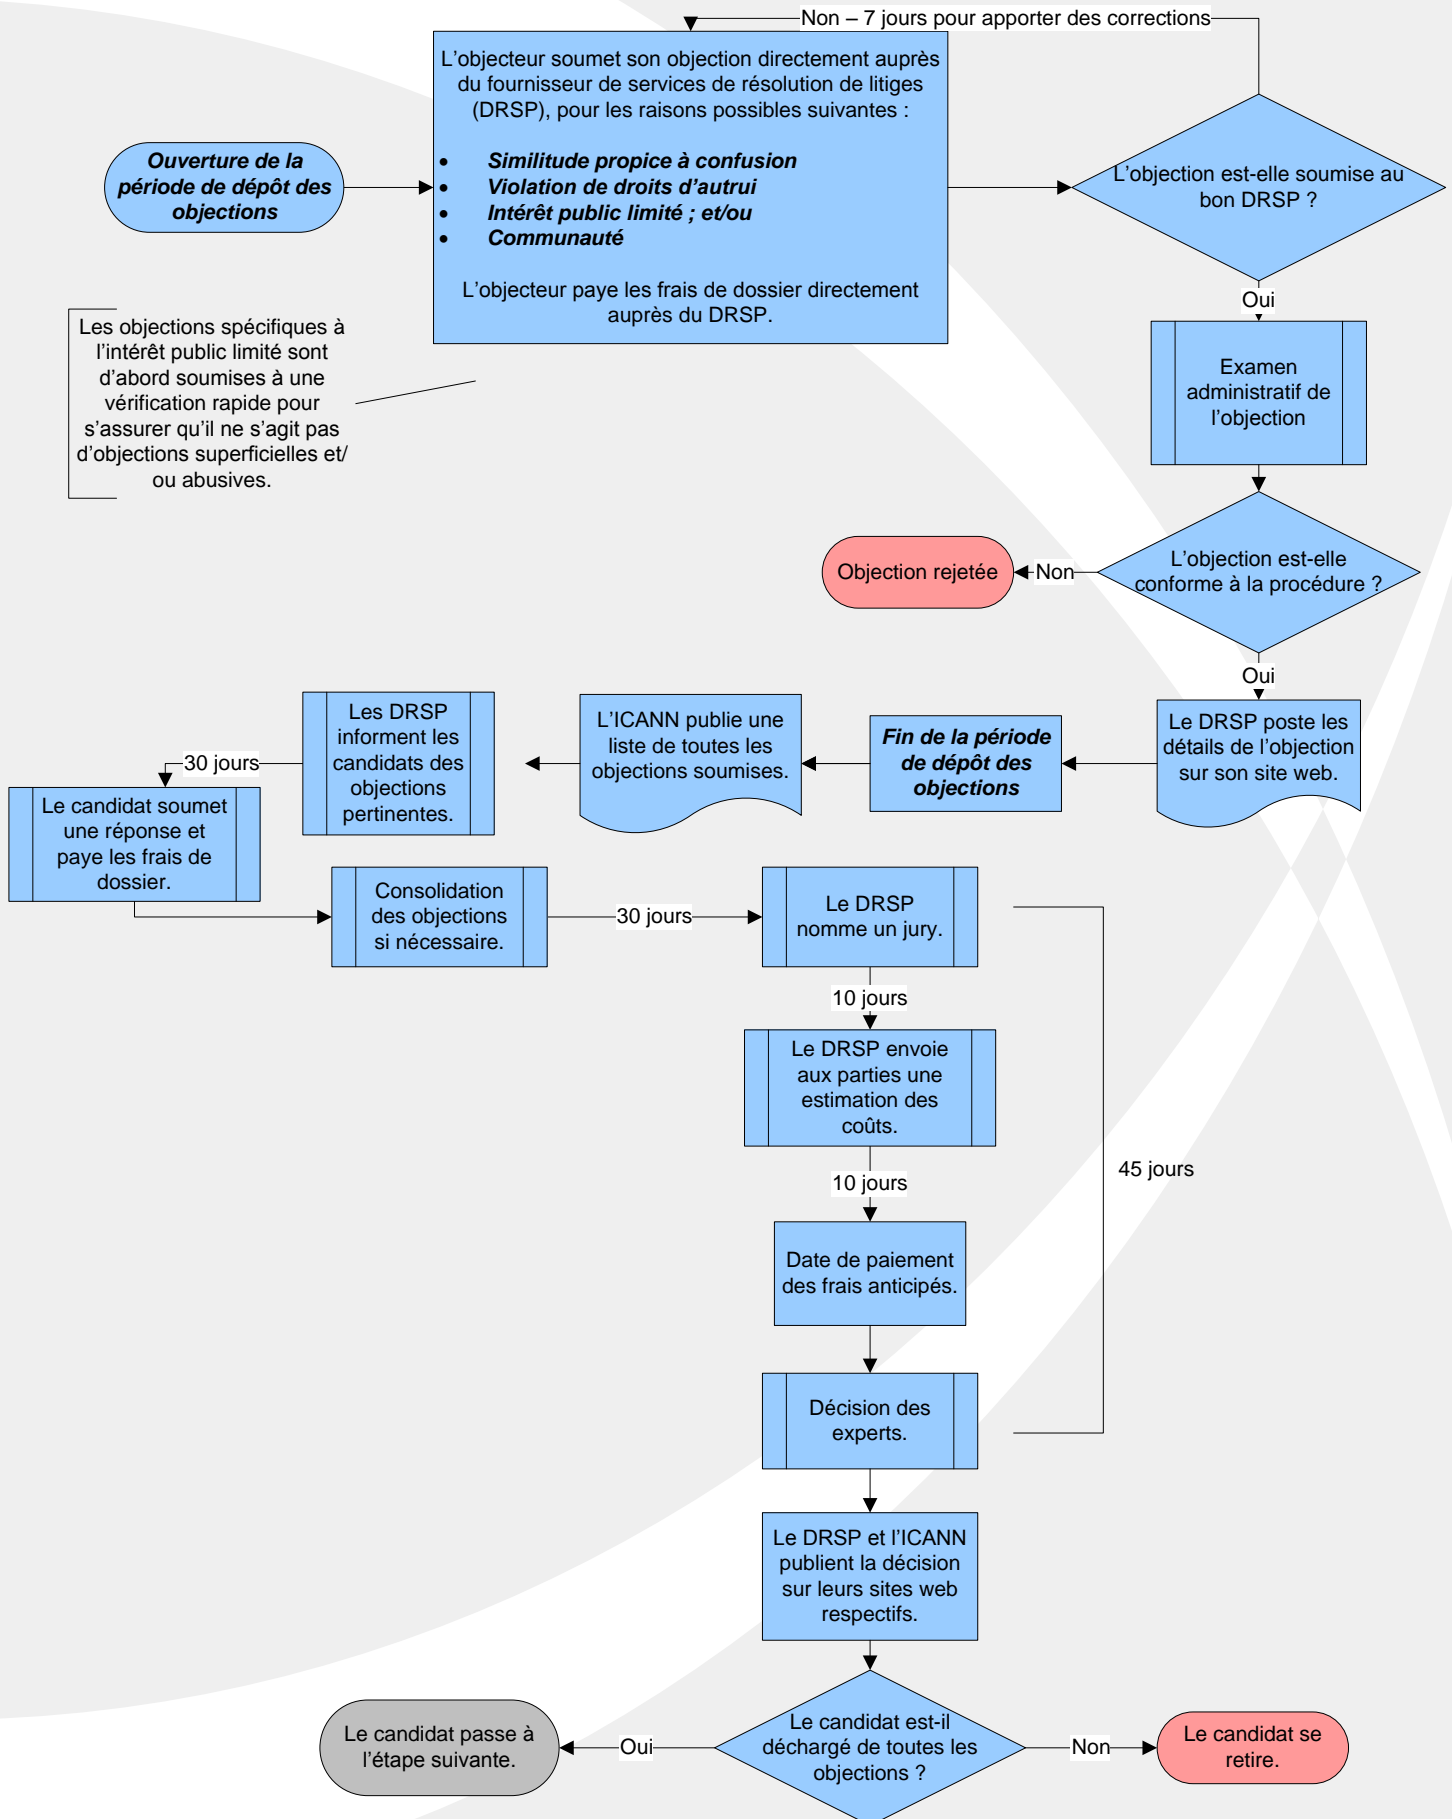 Non – 7 jours pour apporter des corrections
L’objecteur soumet son objection directement auprès
du fournisseur de services de résolution de litiges
(DRSP), pour les raisons possibles suivantes :
• Similitude propice à confusion
• Violation de droits d'autrui
• Intérêt public limité ; et/ou
• Communauté
L’objecteur paye les frais de dossier directement
auprès du DRSP.
Ouverture de la
période de dépôt des
objections
L’objection est-elle soumise au
bon DRSP ?
Oui
Les objections spécifiques à
l’intérêt public limité sont
d’abord soumises à une
vérification rapide pour
s’assurer qu’il ne s’agit pas
d’objections superficielles et/
ou abusives.
Examen
administratif de
l’objection
L’objection est-elle
conforme à la procédure ?
Non
Objection rejetée
Oui
Le DRSP poste les
détails de l’objection
sur son site web.
Fin de la période
de dépôt des
objections
L’ICANN publie une
liste de toutes les
objections soumises.
Les DRSP
informent les
candidats des
objections
pertinentes.
30 jours
Le candidat soumet
une réponse et
paye les frais de
dossier.
Consolidation
des objections
si nécessaire.
30 jours
Le DRSP
nomme un jury.
10 jours
Le DRSP envoie
aux parties une
estimation des
coûts.
10 jours
45 jours
Date de paiement
des frais anticipés.
Décision des
experts.
Le DRSP et l’ICANN
publient la décision
sur leurs sites web
respectifs.
Le candidat est-il
déchargé de toutes les
objections ?
Oui
Le candidat passe à
l’étape suivante.
Non
Le candidat se
retire.